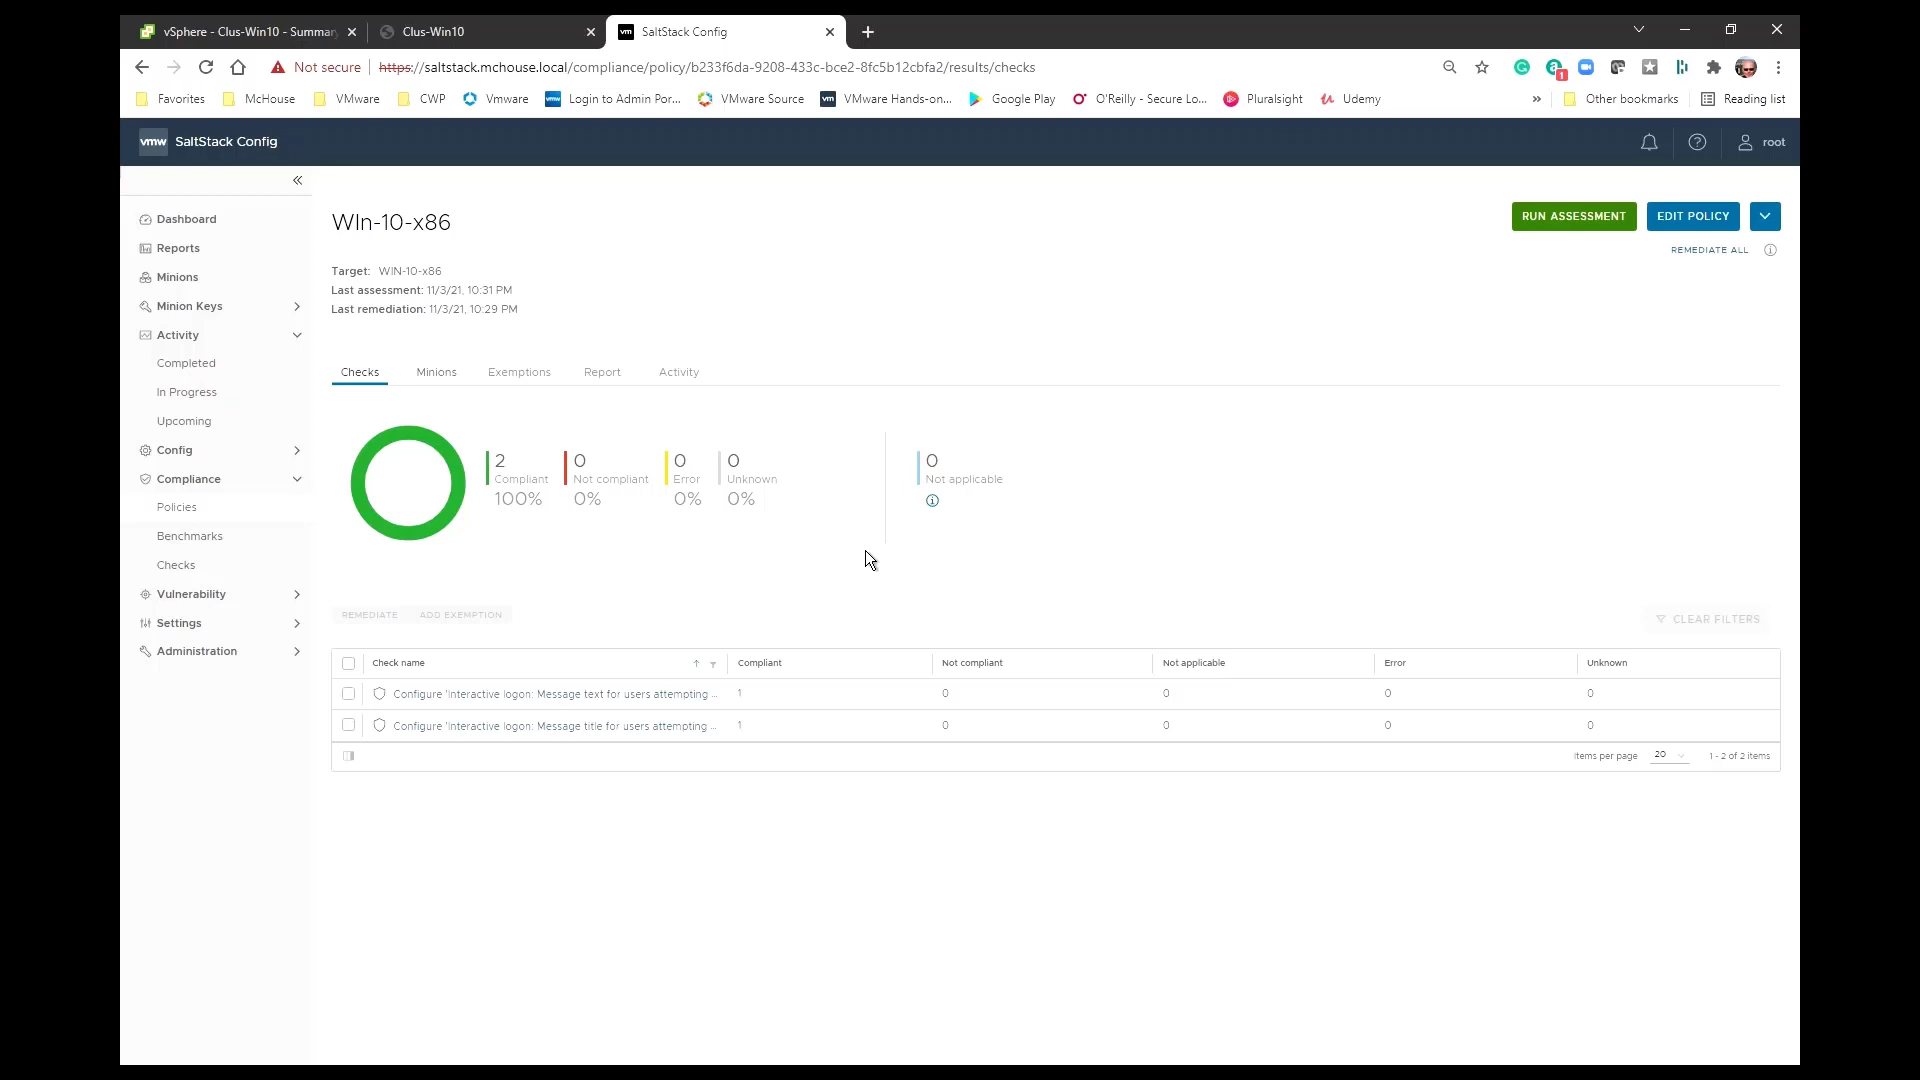 vSphere - Clus-Win10 - Summar
Clus-Win10
vm SaltStack Config
Not secure https://saltstack.mchouse.local/compliance/policy/b233f6da-9208-433c-bce2-8fc5b12cbfa2/results/checks
1
Favorites McHouse VMware CWP Vmware vmw Login to Admin Por... VMware Source vm VMware Hands-on... Google Play O'Reilly - Secure Lo... Pluralsight Udemy » Other bookmarks Reading list
vmw SaltStack Config root
Dashboard
Reports
Minions
Minion Keys
Activity
Completed
In Progress
Upcoming
Config
Compliance
Policies
Benchmarks
Checks
Vulnerability
Settings
Administration
WIn-10-x86
RUN ASSESSMENT EDIT POLICY
REMEDIATE ALL
Target: WIN-10-x86
Last assessment: 11/3/21, 10:31 PM
Last remediation: 11/3/21, 10:29 PM
Checks Minions Exemptions Report Activity
2 0 0 0 0
Compliant Not compliant Error Unknown Not applicable
100% 0% 0% 0%
REMEDIATE ADD EXEMPTION CLEAR FILTERS
Check name Compliant Not compliant Not applicable Error Unknown
Configure 'Interactive logon: Message text for users attempting ... 1 0 0 0 0
Configure 'Interactive logon: Message title for users attempting ... 1 0 0 0 0
Items per page 20 1 - 2 of 2 items